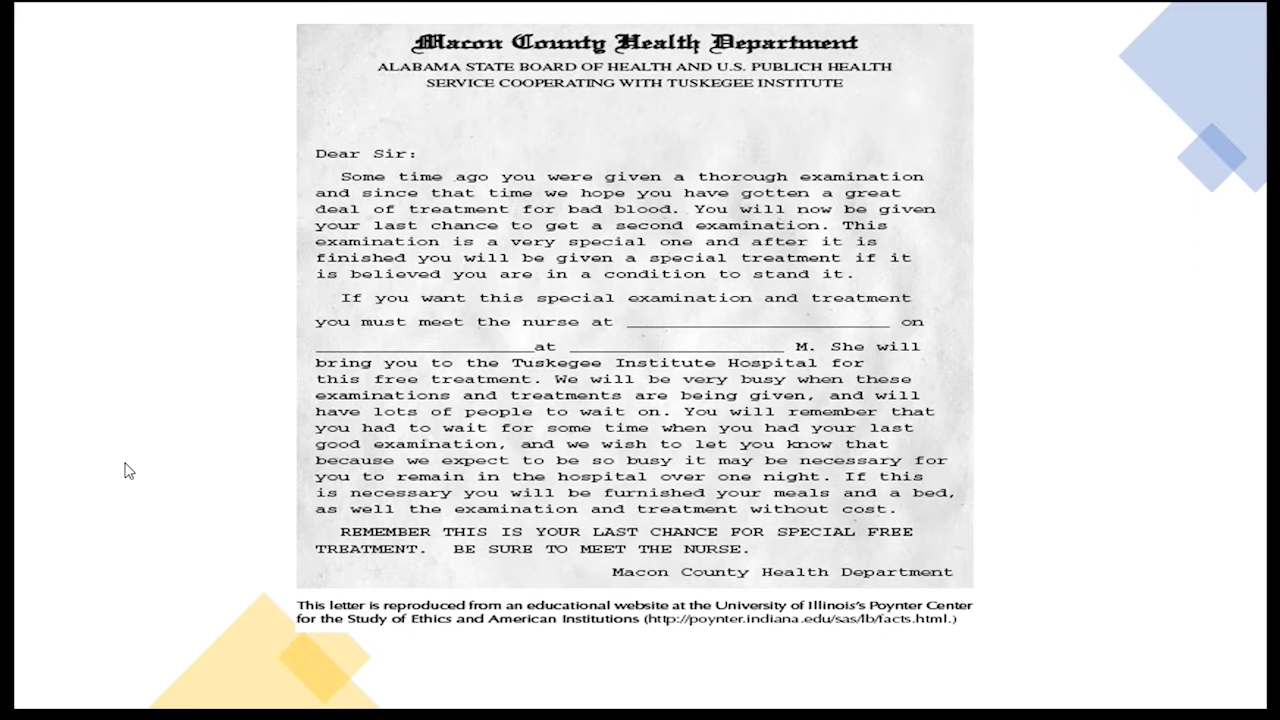 Macon County Health Department
ALABAMA STATE BOARD OF HEALTH AND U.S. PUBLICH HEALTH
SERVICE COOPERATING WITH TUSKEGEE INSTITUTE
Dear Sir:
Some time ago you were given a thorough examination
and since that time we hope you have gotten a great
deal of treatment for bad blood. You will now be given
your last chance to get a second examination. This
examination is a very special one and after it is
finished you will be given a special treatment if it
is believed you are in a condition to stand it.
If you want this special examination and treatment
you must meet the nurse at ____________________ on
____________________at ____________________ M. She will
bring you to the Tuskegee Institute Hospital for
this free treatment. We will be very busy when these
examinations and treatments are being given, and will
have lots of people to wait on. You will remember that
you had to wait for some time when you had your last
good examination, and we wish to let you know that
because we expect to be so busy it may be necessary for
you to remain in the hospital over one night. If this
is necessary you will be furnished your meals and a bed,
as well the examination and treatment without cost.
REMEMBER THIS IS YOUR LAST CHANCE FOR SPECIAL FREE
TREATMENT. BE SURE TO MEET THE NURSE.
Macon County Health Department
This letter is reproduced from an educational website at the University of Illinois's Poynter Center
for the Study of Ethics and American Institutions (http://poynter.indiana.edu/sas/lb/facts.html.)